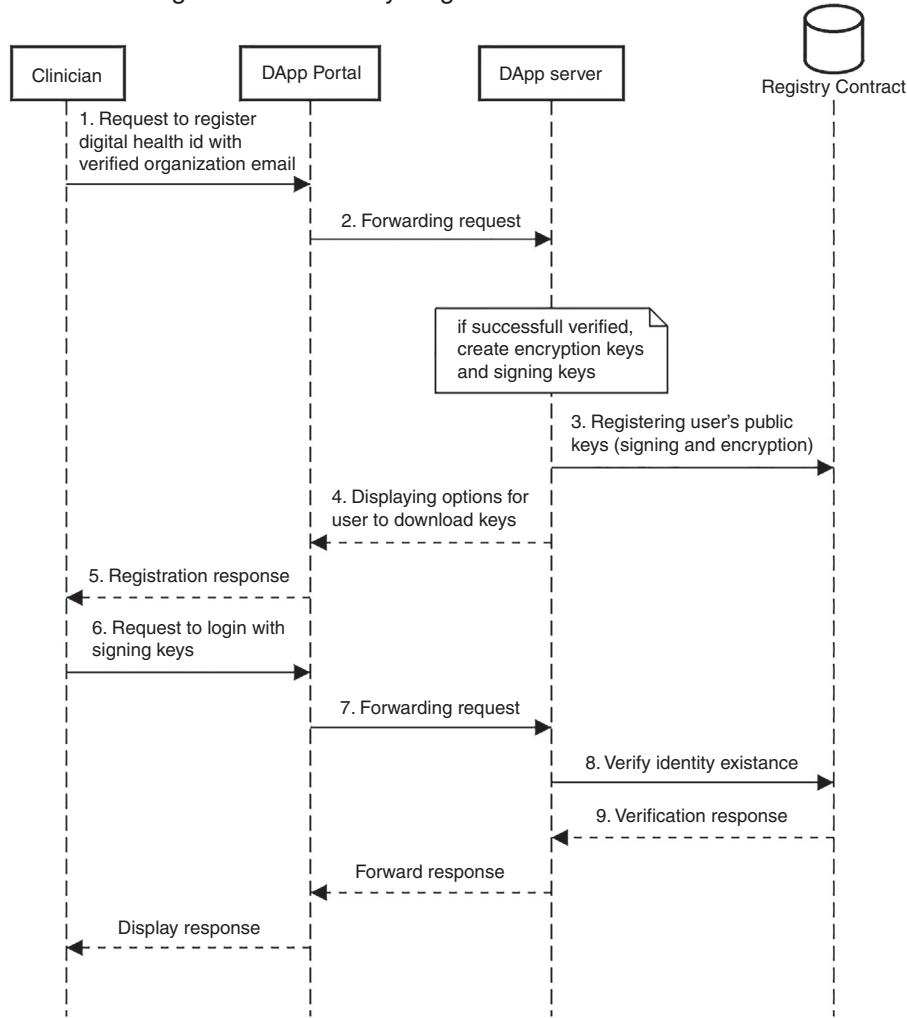 Clinician
DApp Portal
DApp server
Registry Contract
1. Request to register
digital health id with
verified organization email
2. Forwarding request
if successfull verified,
create encryption keys
and signing keys
3. Registering user's public
keys (signing and encryption)
4. Displaying options for
user to download keys
5. Registration response
6. Request to login with
signing keys
7. Forwarding request
8. Verify identity existance
9. Verification response
Forward response
Display response